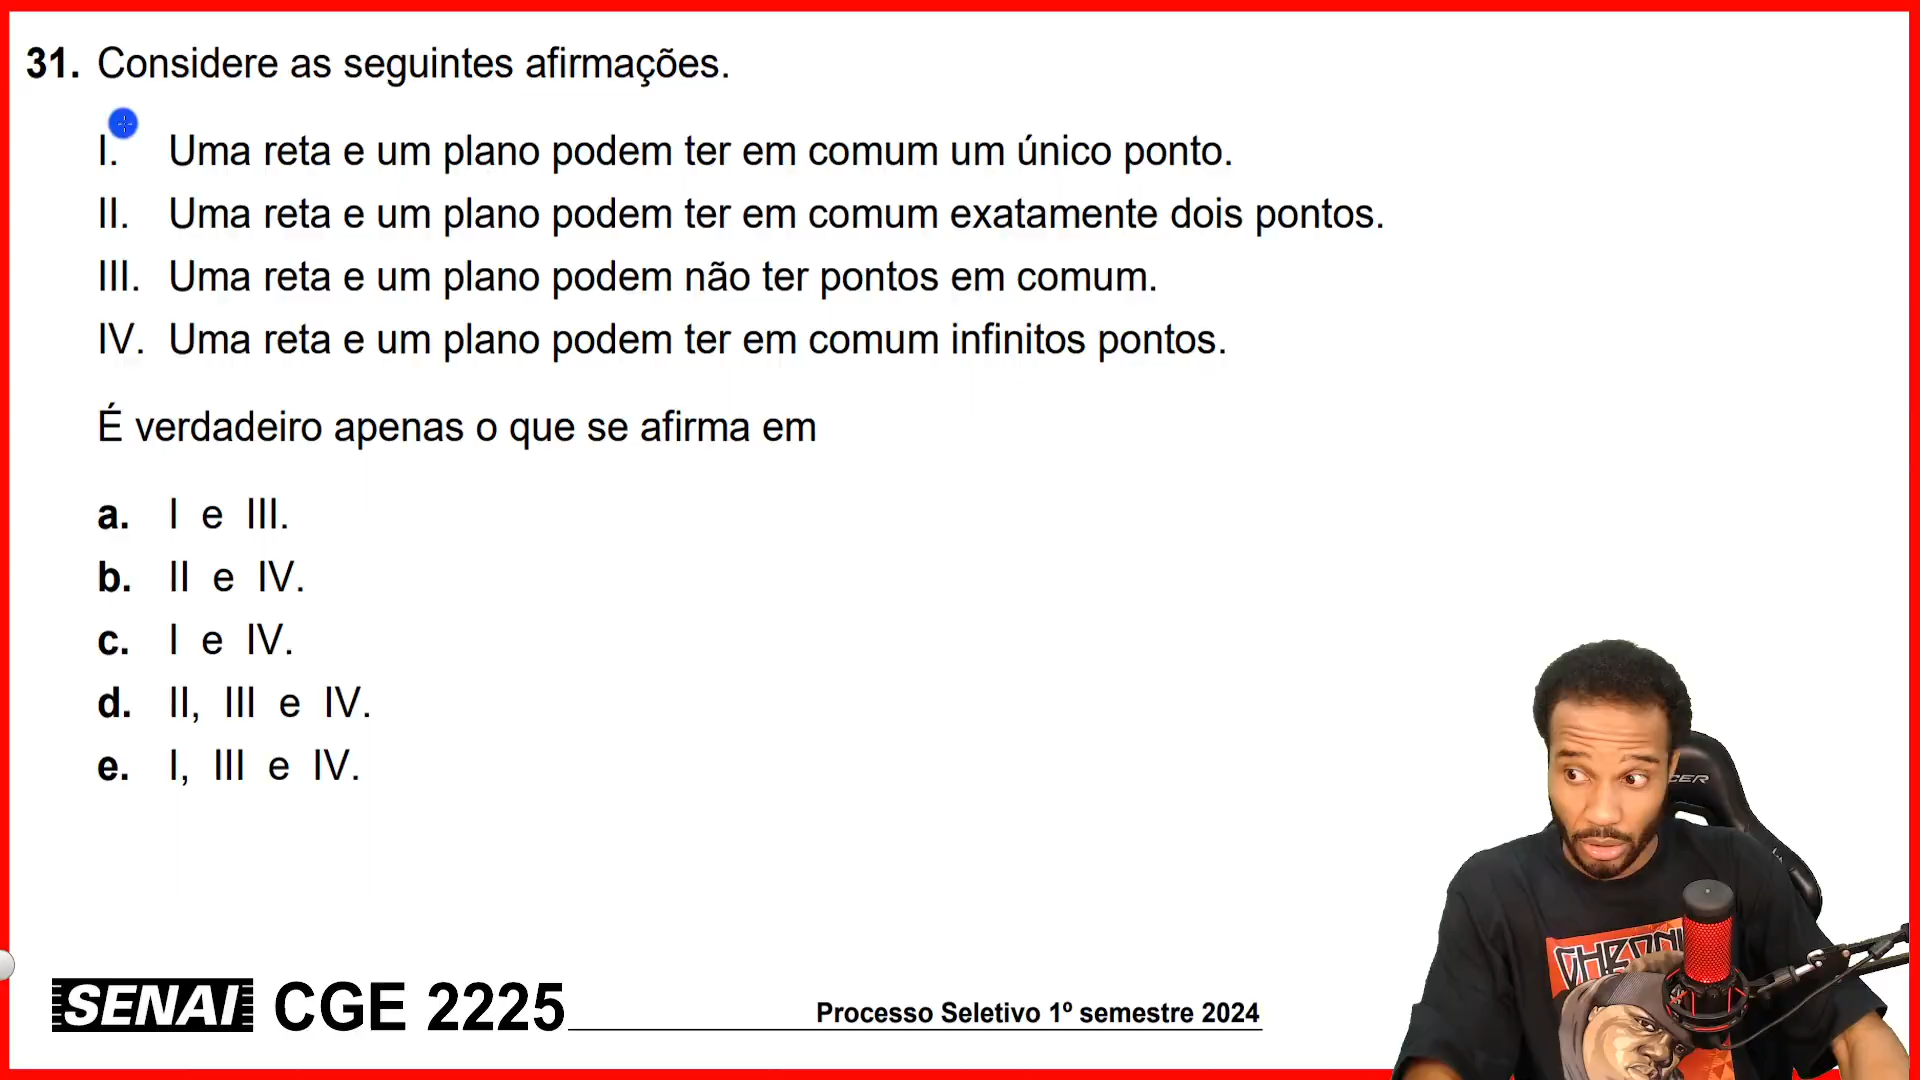 31. Considere as seguintes afirmações.
I. Uma reta e um plano podem ter em comum um único ponto.
II. Uma reta e um plano podem ter em comum exatamente dois pontos.
III. Uma reta e um plano podem não ter pontos em comum.
IV. Uma reta e um plano podem ter em comum infinitos pontos.
É verdadeiro apenas o que se afirma em
a. I e III.
b. II e IV.
c. I e IV.
d. II, III e IV.
e. I, III e IV.
SENAI CGE 2225
Processo Seletivo 1º semestre 2024